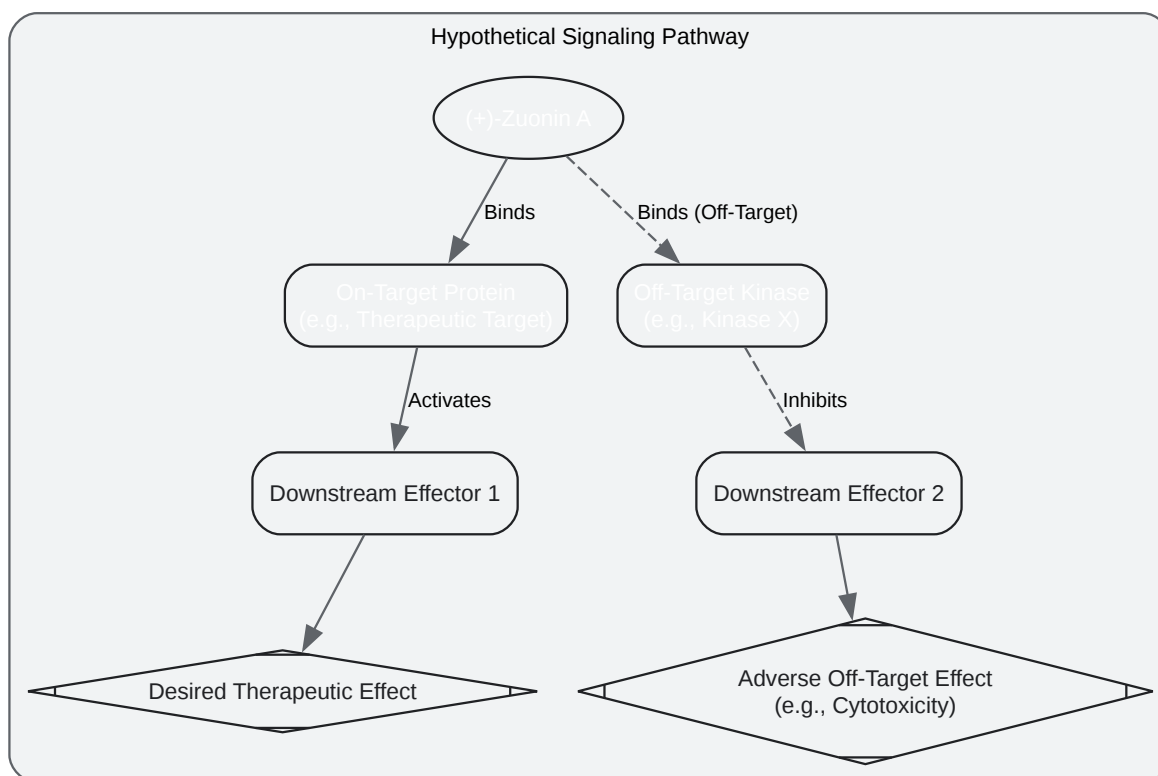 Hypothetical Signaling Pathway
(+)-Zuonin A
Binds
Binds (Off-Target)
On-Target Protein
(e.g., Therapeutic Target)
Off-Target Kinase
(e.g., Kinase X)
Activates
Inhibits
Downstream Effector 1
Downstream Effector 2
Desired Therapeutic Effect
Adverse Off-Target Effect
(e.g., Cytotoxicity)